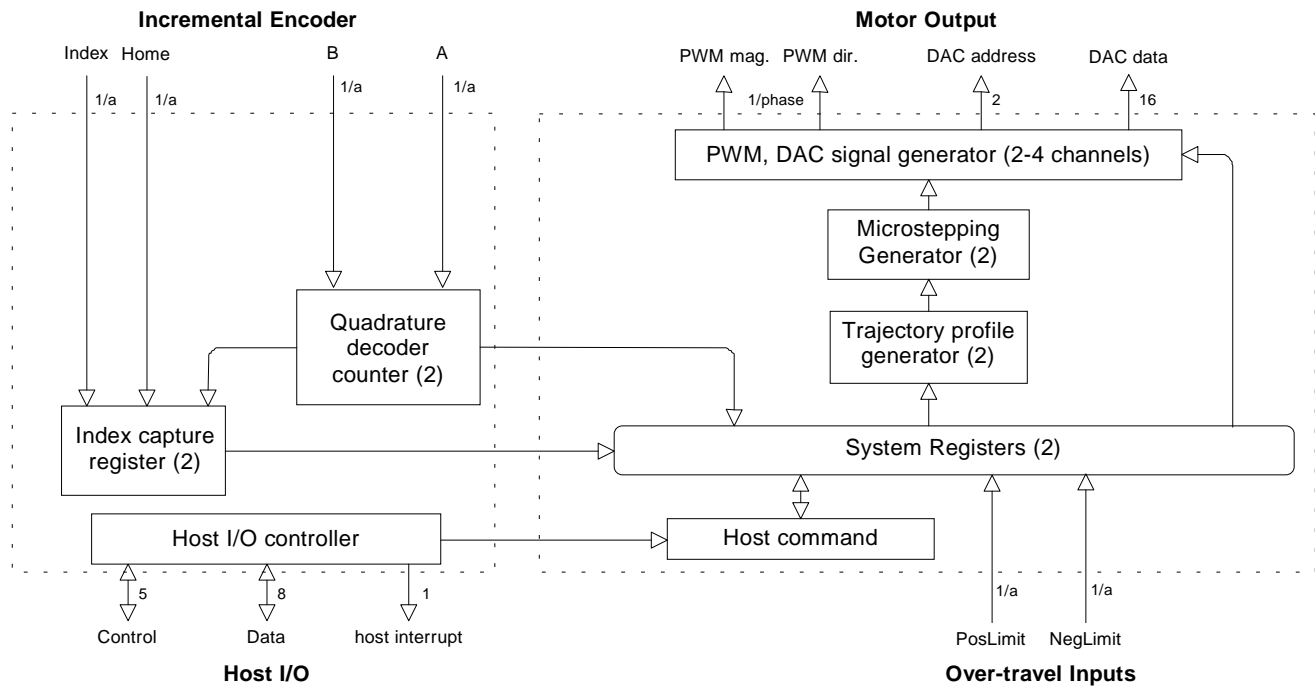 Incremental Encoder
Motor Output
Index
Home
B
A
PWM mag.
PWM dir.
DAC address
DAC data
1/a
1/a
1/a
1/a
1/phase
2
16
PWM, DAC signal generator (2-4 channels)
Microstepping
Generator (2)
Quadrature
decoder
counter (2)
Trajectory profile
generator (2)
Index capture
register (2)
System Registers (2)
Host I/O controller
Host command
5
8
1
1/a
1/a
Control
Data
host interrupt
PosLimit
NegLimit
Host I/O
Over-travel Inputs